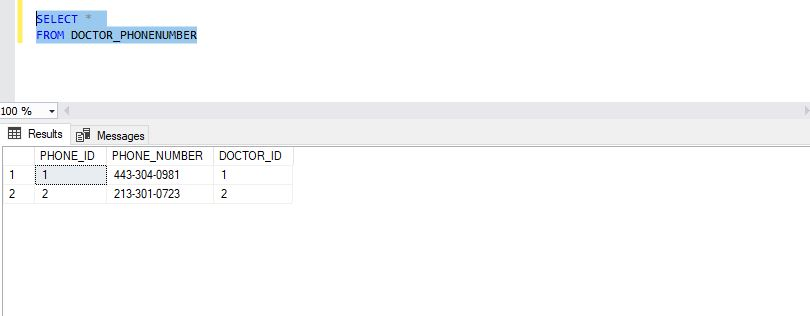 SELECT *
FROM DOCTOR_PHONENUMBER
100 %
Results Messages
PHONE_ID PHONE_NUMBER DOCTOR_ID
1 1 443-304-0981 1
2 2 213-301-0723 2